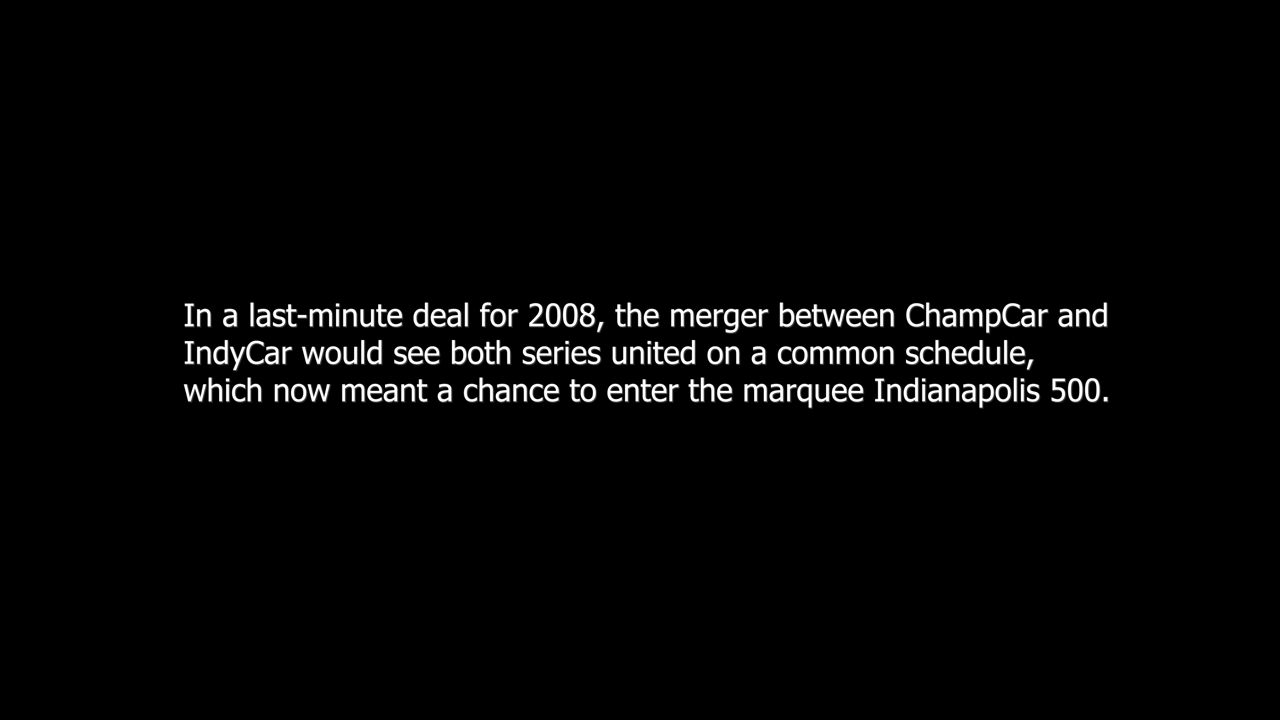 In a last-minute deal for 2008, the merger between ChampCar and
IndyCar would see both series united on a common schedule,
which now meant a chance to enter the marquee Indianapolis 500.